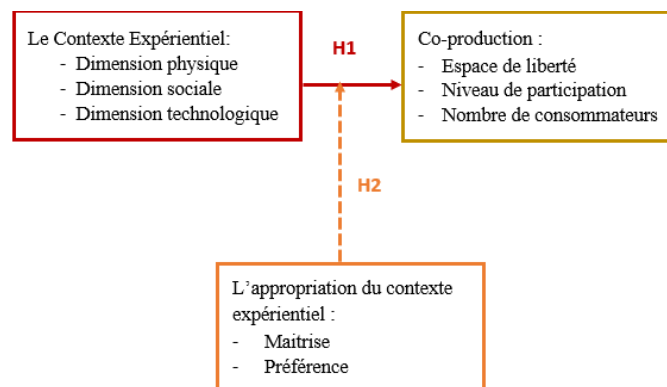 Le Contexte Expérientiel:
- Dimension physique
- Dimension sociale
- Dimension technologique
H1
Co-production :
- Espace de liberté
- Niveau de participation
- Nombre de consommateurs
H2
L'appropriation du contexte
expérientiel :
- Maitrise
- Préférence